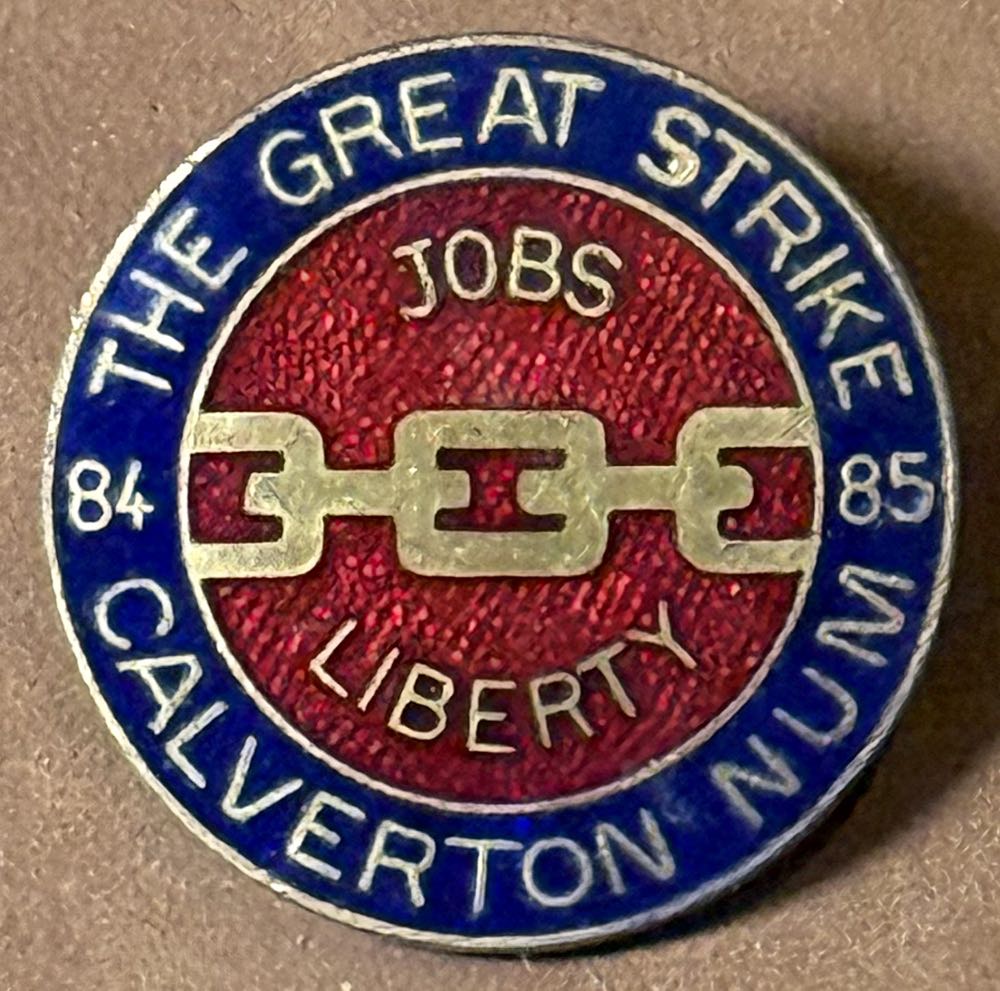 THE GREAT STRIKE
JOBS
84
85
LIBERTY
CALVERTON NUM